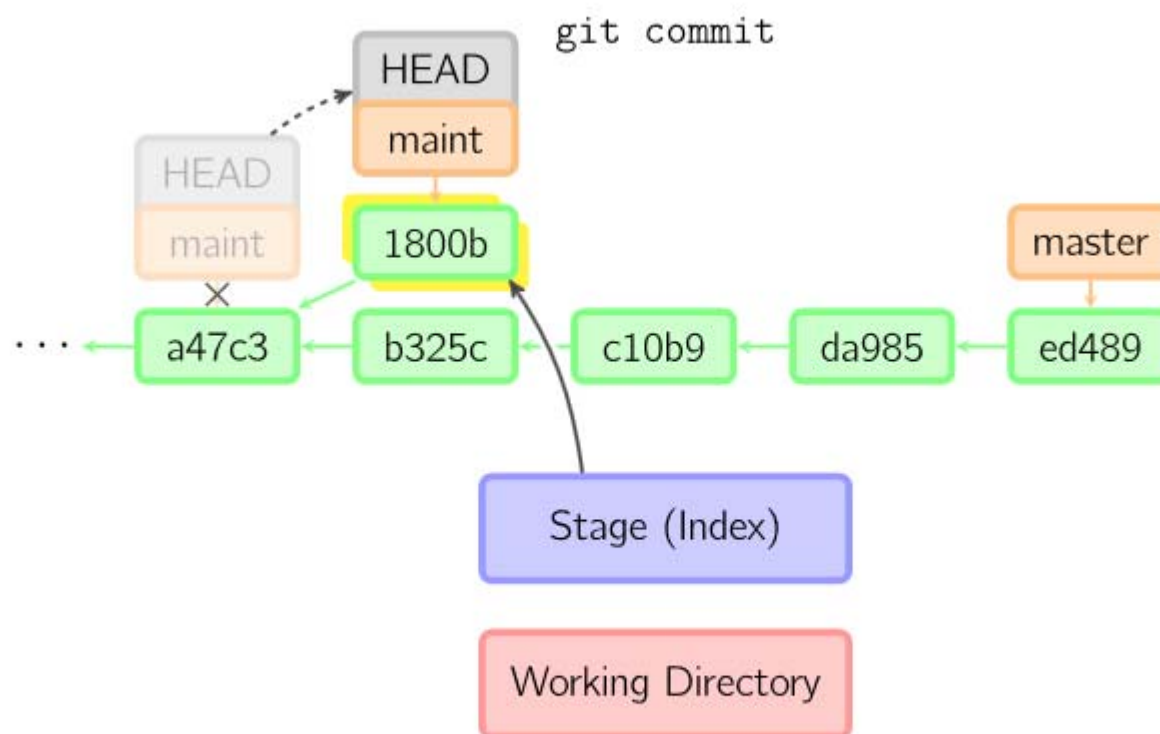 git commit
HEAD
maint
HEAD
maint
1800b
master
... a47c3 b325c c10b9 da985 ed489
Stage (Index)
Working Directory